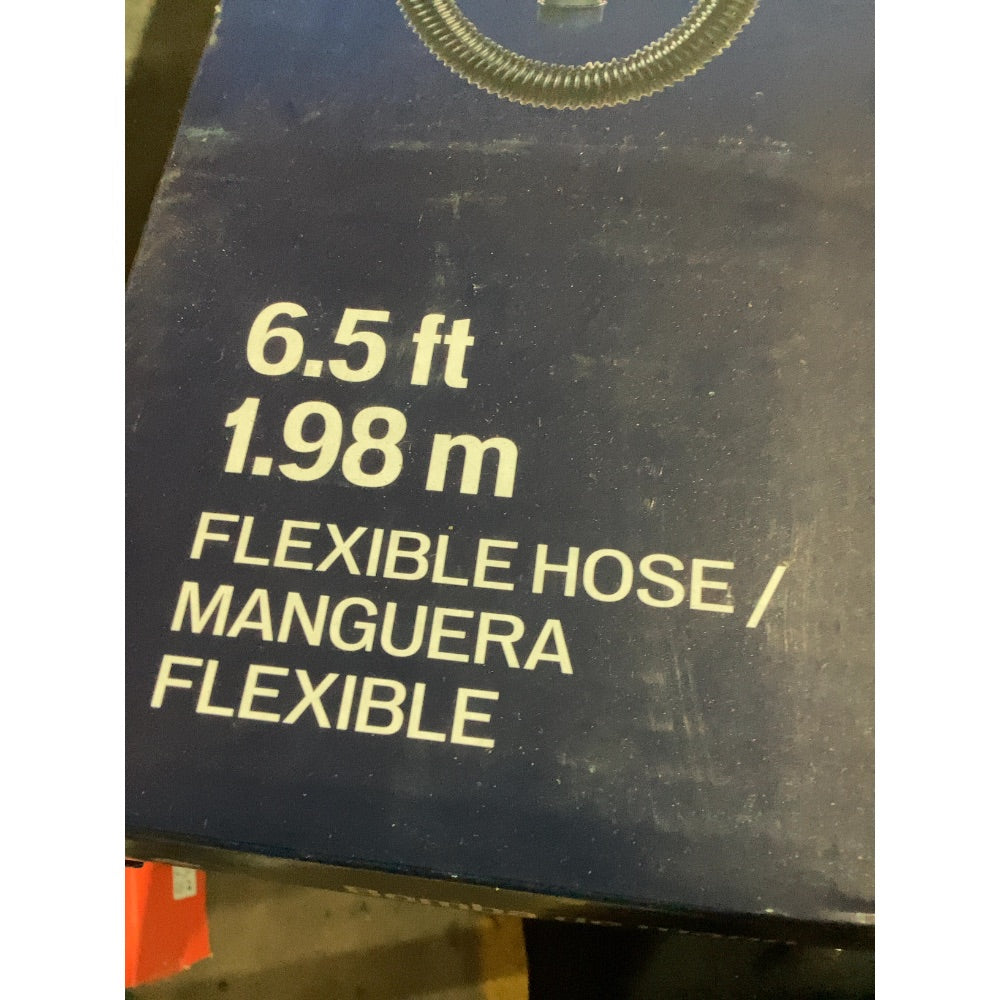 6.5 ft
1.98 m
FLEXIBLE HOSE /
MANGUERA
FLEXIBLE